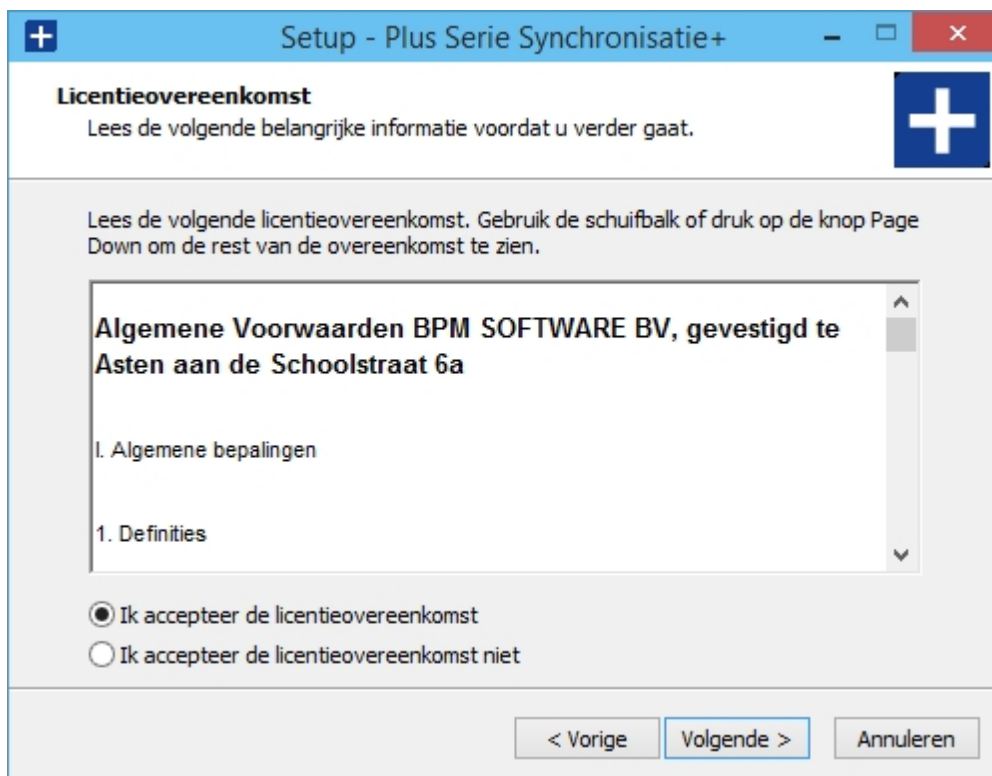 Setup - Plus Serie Synchronisatie+
Licentieovereenkomst
Lees de volgende belangrijke informatie voordat u verder gaat.
Lees de volgende licentieovereenkomst. Gebruik de schuifbalk of druk op de knop Page
Down om de rest van de overeenkomst te zien.
Algemene Voorwaarden BPM SOFTWARE BV, gevestigd te
Asten aan de Schoolstraat 6a
I. Algemene bepalingen
1. Definities
Ik accepteer de licentieovereenkomst
Ik accepteer de licentieovereenkomst niet
< Vorige
Volgende >
Annuleren